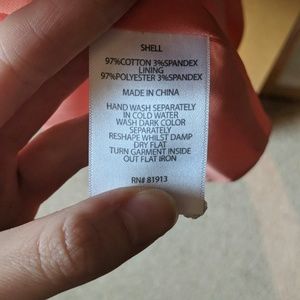 SHELL
97%COTTON 3%SPANDEX
LINING
97%POLYESTER 3%SPANDEX
MADE IN CHINA
HAND WASH SEPARATELY
IN COLD WATER
WASH DARK COLOR
SEPARATELY
RESHAPE WHILST DAMP
DRY FLAT
TURN GARMENT INSIDE
OUT FLAT IRON
RN# 81913